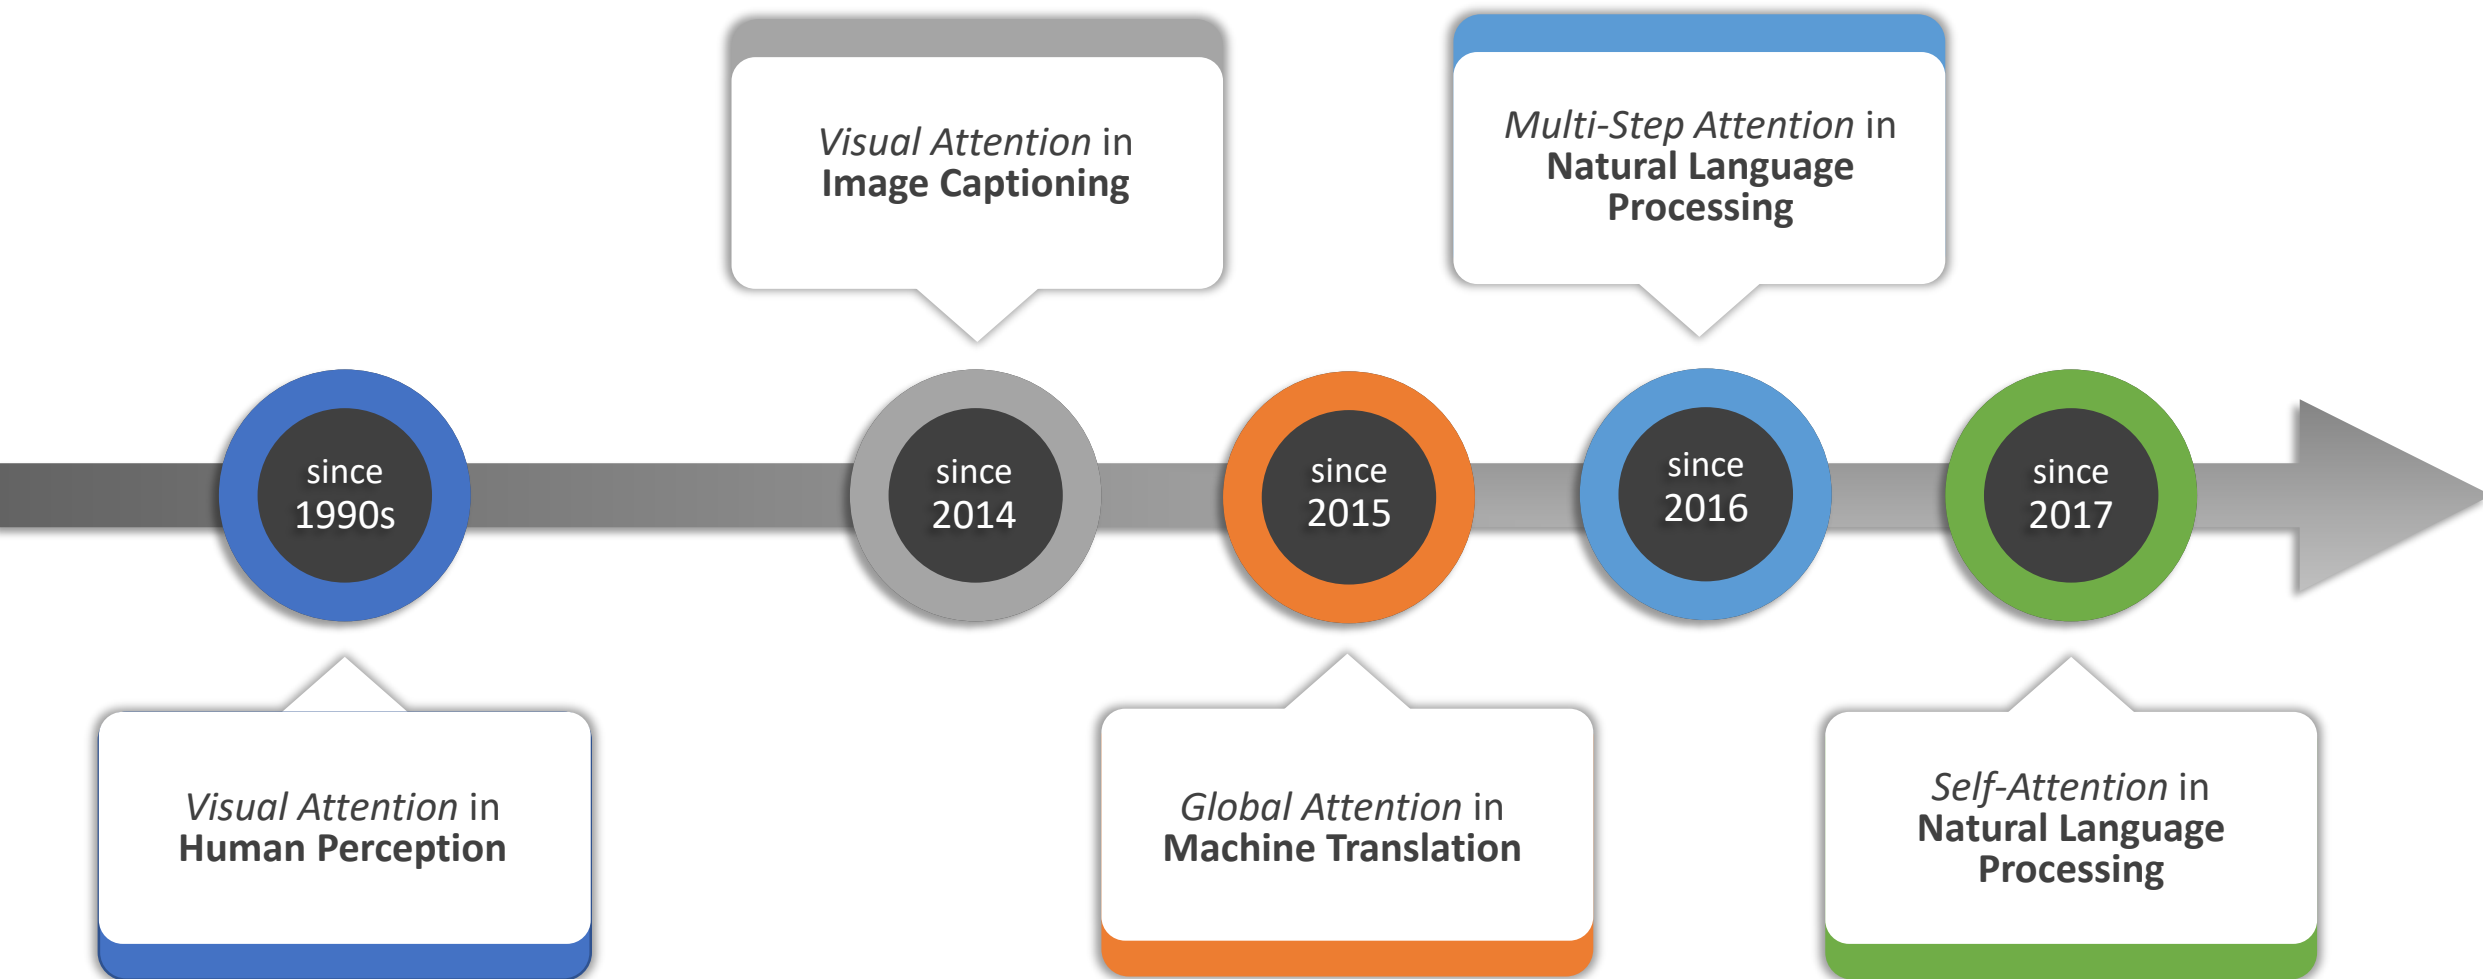 Visual Attention in
Image Captioning
Multi-Step Attention in
Natural Language
Processing
since
1990s
since
2014
since
2015
since
2016
since
2017
Visual Attention in
Human Perception
Global Attention in
Machine Translation
Self-Attention in
Natural Language
Processing